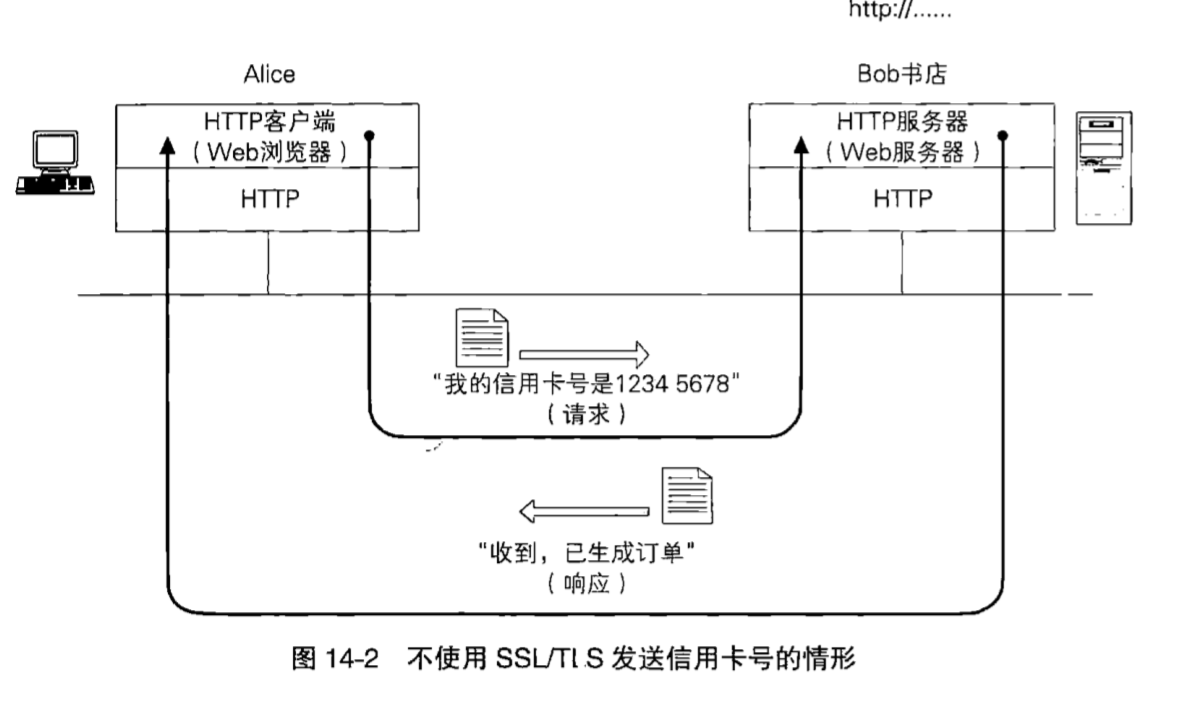 http://......
Alice
Bob书店
HTTP客户端
（Web浏览器）
HTTP服务器
（Web服务器）
HTTP
HTTP
“我的信用卡号是1234 5678”
（请求）
“收到，已生成订单”
（响应）
图 14-2 不使用 SSL/TLS 发送信用卡号的情形